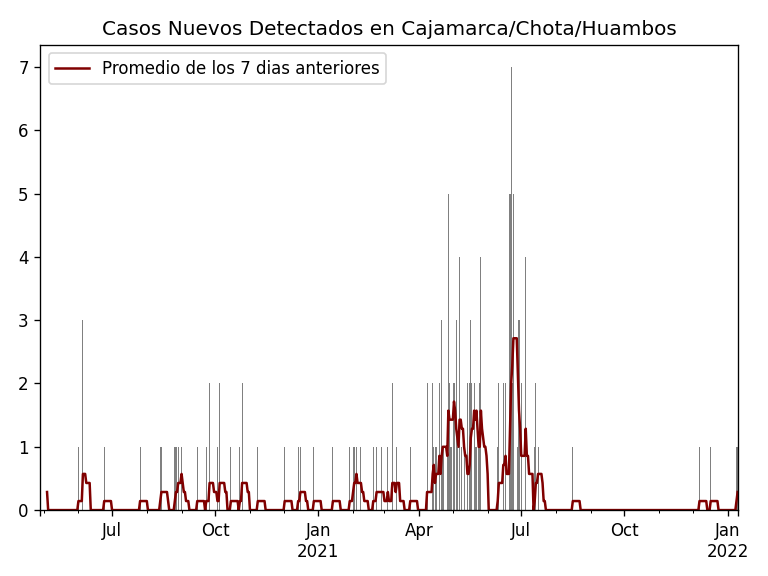 Casos Nuevos Detectados en Cajamarca/Chota/Huambos
Promedio de los 7 dias anteriores
7
6
5
4
3
2
1
0
Jul
Oct
Jan
2021
Apr
Jul
Oct
Jan
2022